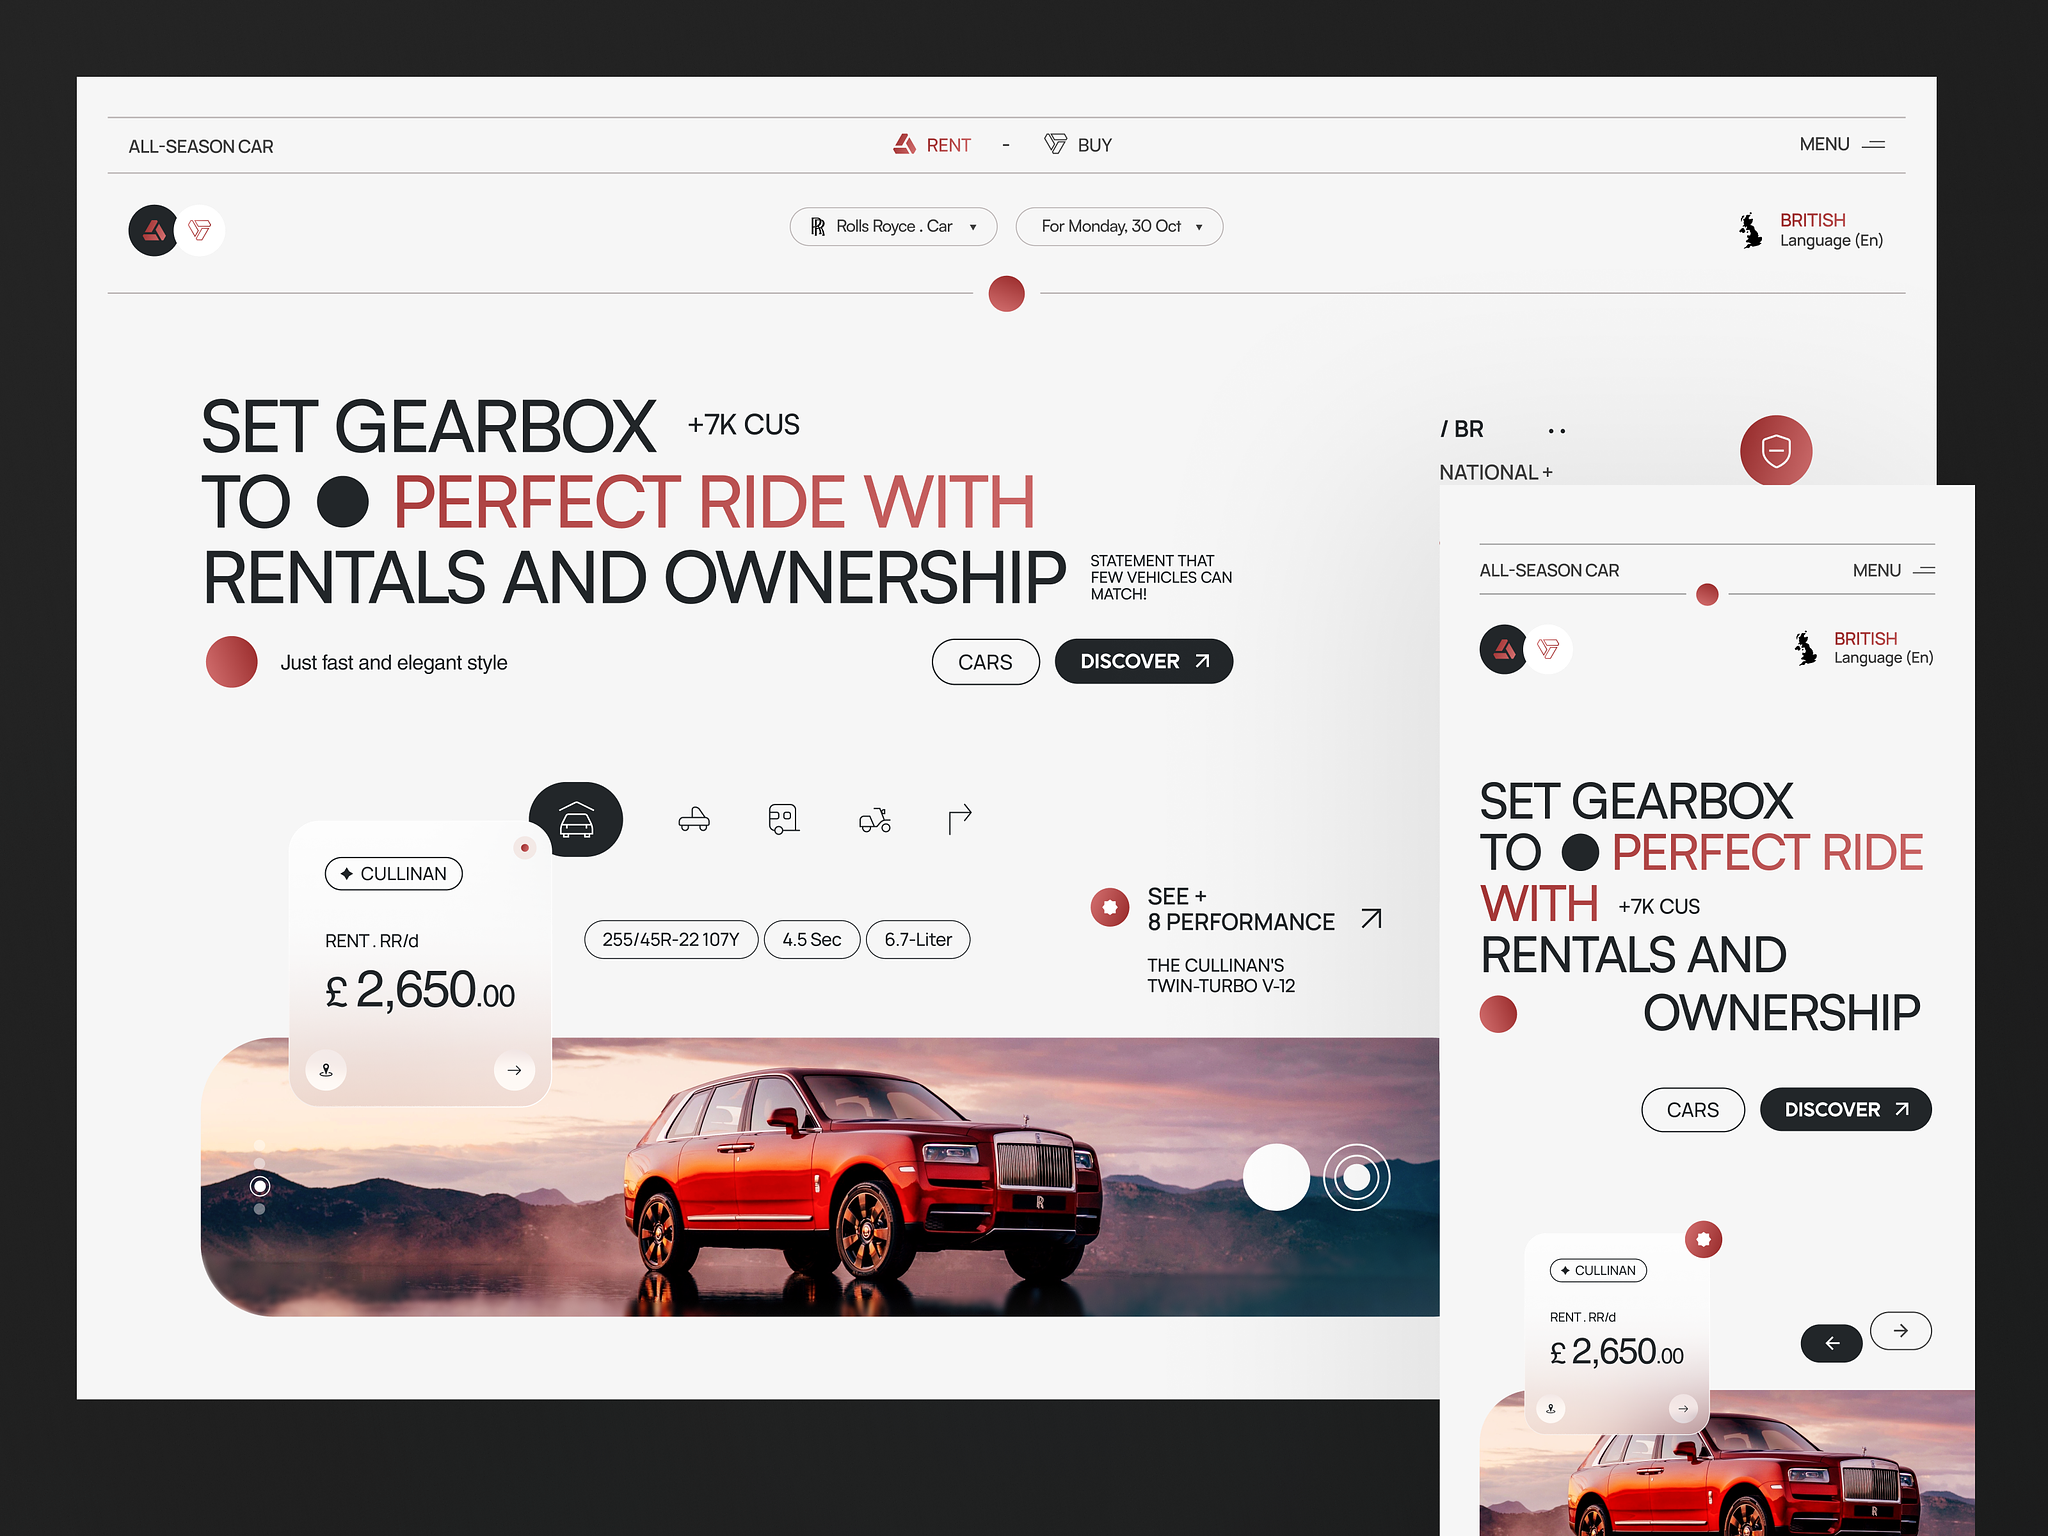 ALL-SEASON CAR
RENT - BUY
MENU
Rolls Royce . Car
For Monday, 30 Oct
BRITISH
Language (En)
SET GEARBOX +7K CUS
TO PERFECT RIDE WITH
RENTALS AND OWNERSHIP
STATEMENT THAT
FEW VEHICLES CAN
MATCH!
/ BR
NATIONAL +
Just fast and elegant style
CARS
DISCOVER
CULLINAN
RENT . RR/d
£ 2,650.00
255/45R-22 107Y
4.5 Sec
6.7-Liter
SEE +
8 PERFORMANCE
THE CULLINAN'S
TWIN-TURBO V-12
ALL-SEASON CAR
MENU
BRITISH
Language (En)
SET GEARBOX
TO PERFECT RIDE
WITH +7K CUS
RENTALS AND
OWNERSHIP
CARS
DISCOVER
CULLINAN
RENT . RR/d
£ 2,650.00